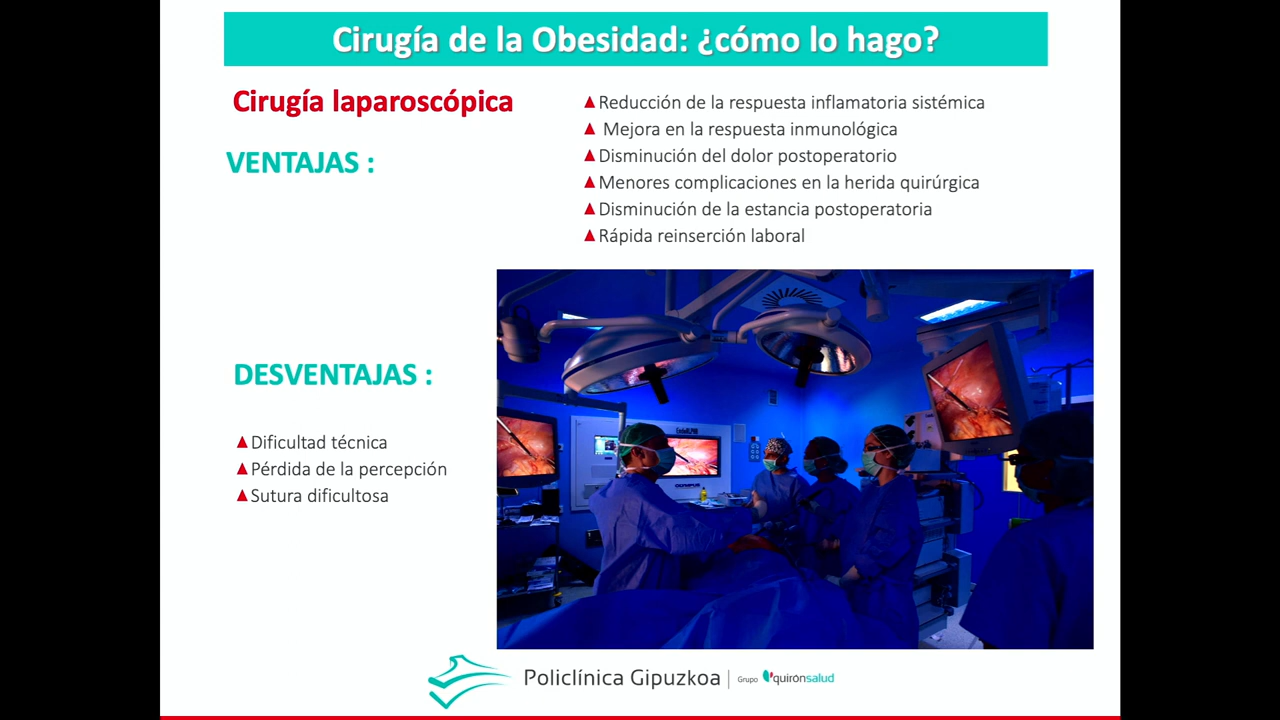 Cirugía de la Obesidad: ¿cómo lo hago?
Cirugía laparoscópica
VENTAJAS :
Reducción de la respuesta inflamatoria sistémica
Mejora en la respuesta inmunológica
Disminución del dolor postoperatorio
Menores complicaciones en la herida quirúrgica
Disminución de la estancia postoperatoria
Rápida reinserción laboral
DESVENTAJAS :
Dificultad técnica
Pérdida de la percepción
Sutura dificultosa
OLYMPUS
Policlínica Gipuzkoa
Grupo quirónsalud